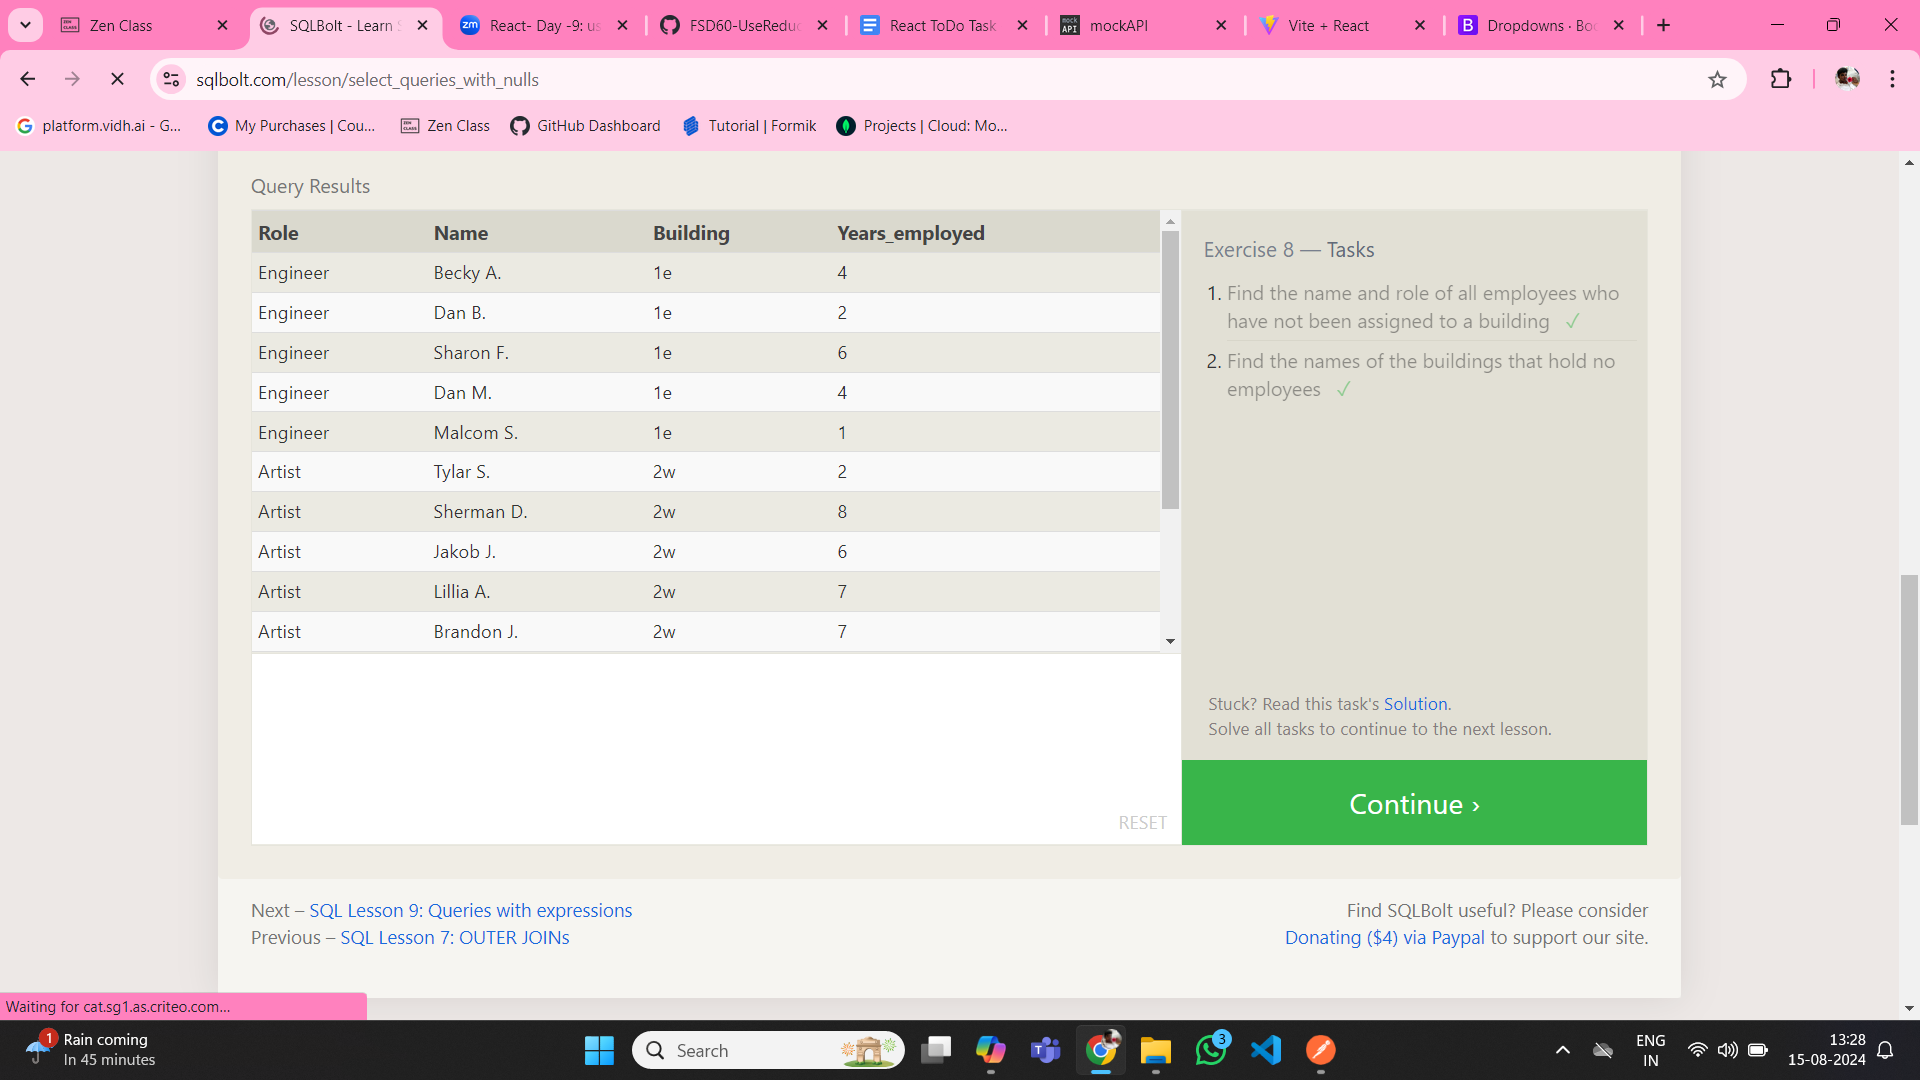 Zen Class
SQLBolt - Learn S
React- Day -9: us
FSD60-UseReduc
React ToDo Task
mockAPI
Vite + React
Dropdowns · Boo
sqlbolt.com/lesson/select_queries_with_nulls
platform.vidh.ai - G...
My Purchases | Cou...
Zen Class
GitHub Dashboard
Tutorial | Formik
Projects | Cloud: Mo...
Query Results
Role Name Building Years_employed
Engineer Becky A. 1e 4
Engineer Dan B. 1e 2
Engineer Sharon F. 1e 6
Engineer Dan M. 1e 4
Engineer Malcom S. 1e 1
Artist Tylar S. 2w 2
Artist Sherman D. 2w 8
Artist Jakob J. 2w 6
Artist Lillia A. 2w 7
Artist Brandon J. 2w 7
RESET
Exercise 8 — Tasks
1. Find the name and role of all employees who
have not been assigned to a building ✓
2. Find the names of the buildings that hold no
employees ✓
Stuck? Read this task's Solution.
Solve all tasks to continue to the next lesson.
Continue ›
Next – SQL Lesson 9: Queries with expressions
Previous – SQL Lesson 7: OUTER JOINs
Find SQLBolt useful? Please consider
Donating ($4) via Paypal to support our site.
Waiting for cat.sg1.as.criteo.com...
1
Rain coming
In 45 minutes
Search
3
ENG
IN
13:28
15-08-2024